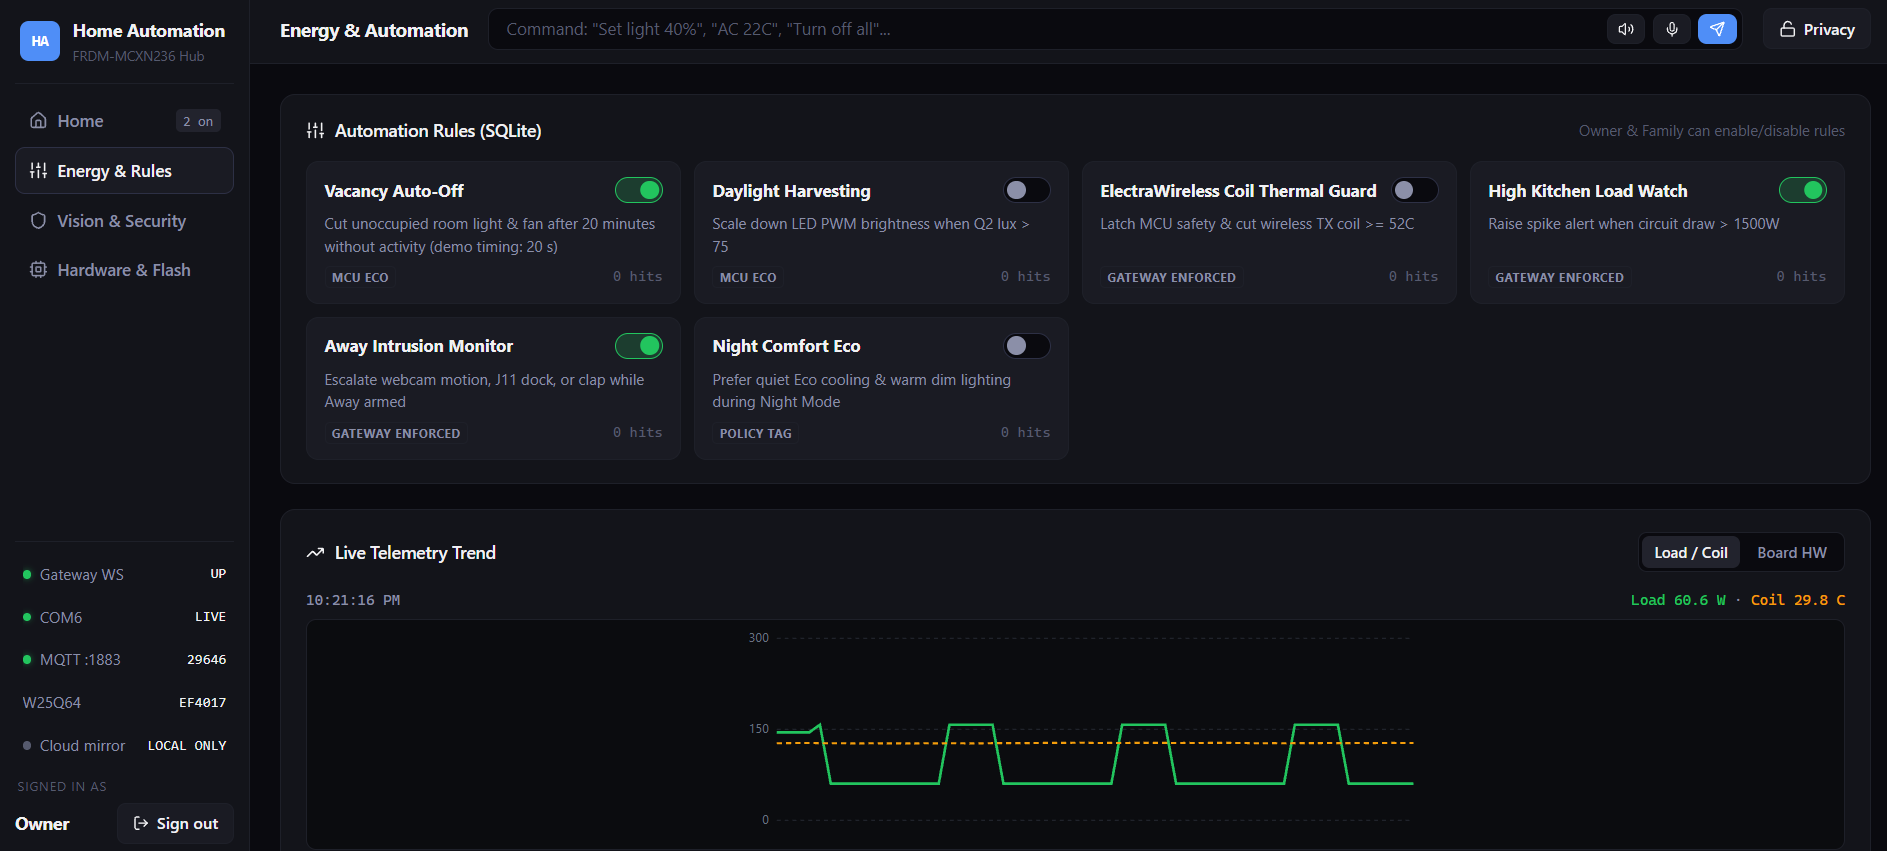 HA
Home Automation
FRDM-MCXN236 Hub
Home
2 on
Energy & Rules
Vision & Security
Hardware & Flash
Gateway WS
UP
COM6
LIVE
MQTT :1883
29646
W25Q64
EF4017
Cloud mirror
LOCAL ONLY
SIGNED IN AS
Owner
Sign out
Energy & Automation
Command: "Set light 40%", "AC 22C", "Turn off all"...
Privacy
Automation Rules (SQLite)
Owner & Family can enable/disable rules
Vacancy Auto-Off
Cut unoccupied room light & fan after 20 minutes
without activity (demo timing: 20 s)
MCU ECO
0 hits
Daylight Harvesting
Scale down LED PWM brightness when Q2 lux >
75
MCU ECO
0 hits
ElectraWireless Coil Thermal Guard
Latch MCU safety & cut wireless TX coil >= 52C
GATEWAY ENFORCED
0 hits
High Kitchen Load Watch
Raise spike alert when circuit draw > 1500W
GATEWAY ENFORCED
0 hits
Away Intrusion Monitor
Escalate webcam motion, J11 dock, or clap while
Away armed
GATEWAY ENFORCED
0 hits
Night Comfort Eco
Prefer quiet Eco cooling & warm dim lighting
during Night Mode
POLICY TAG
0 hits
Live Telemetry Trend
Load / Coil
Board HW
10:21:16 PM
Load 60.6 W · Coil 29.8 C
300
150
0